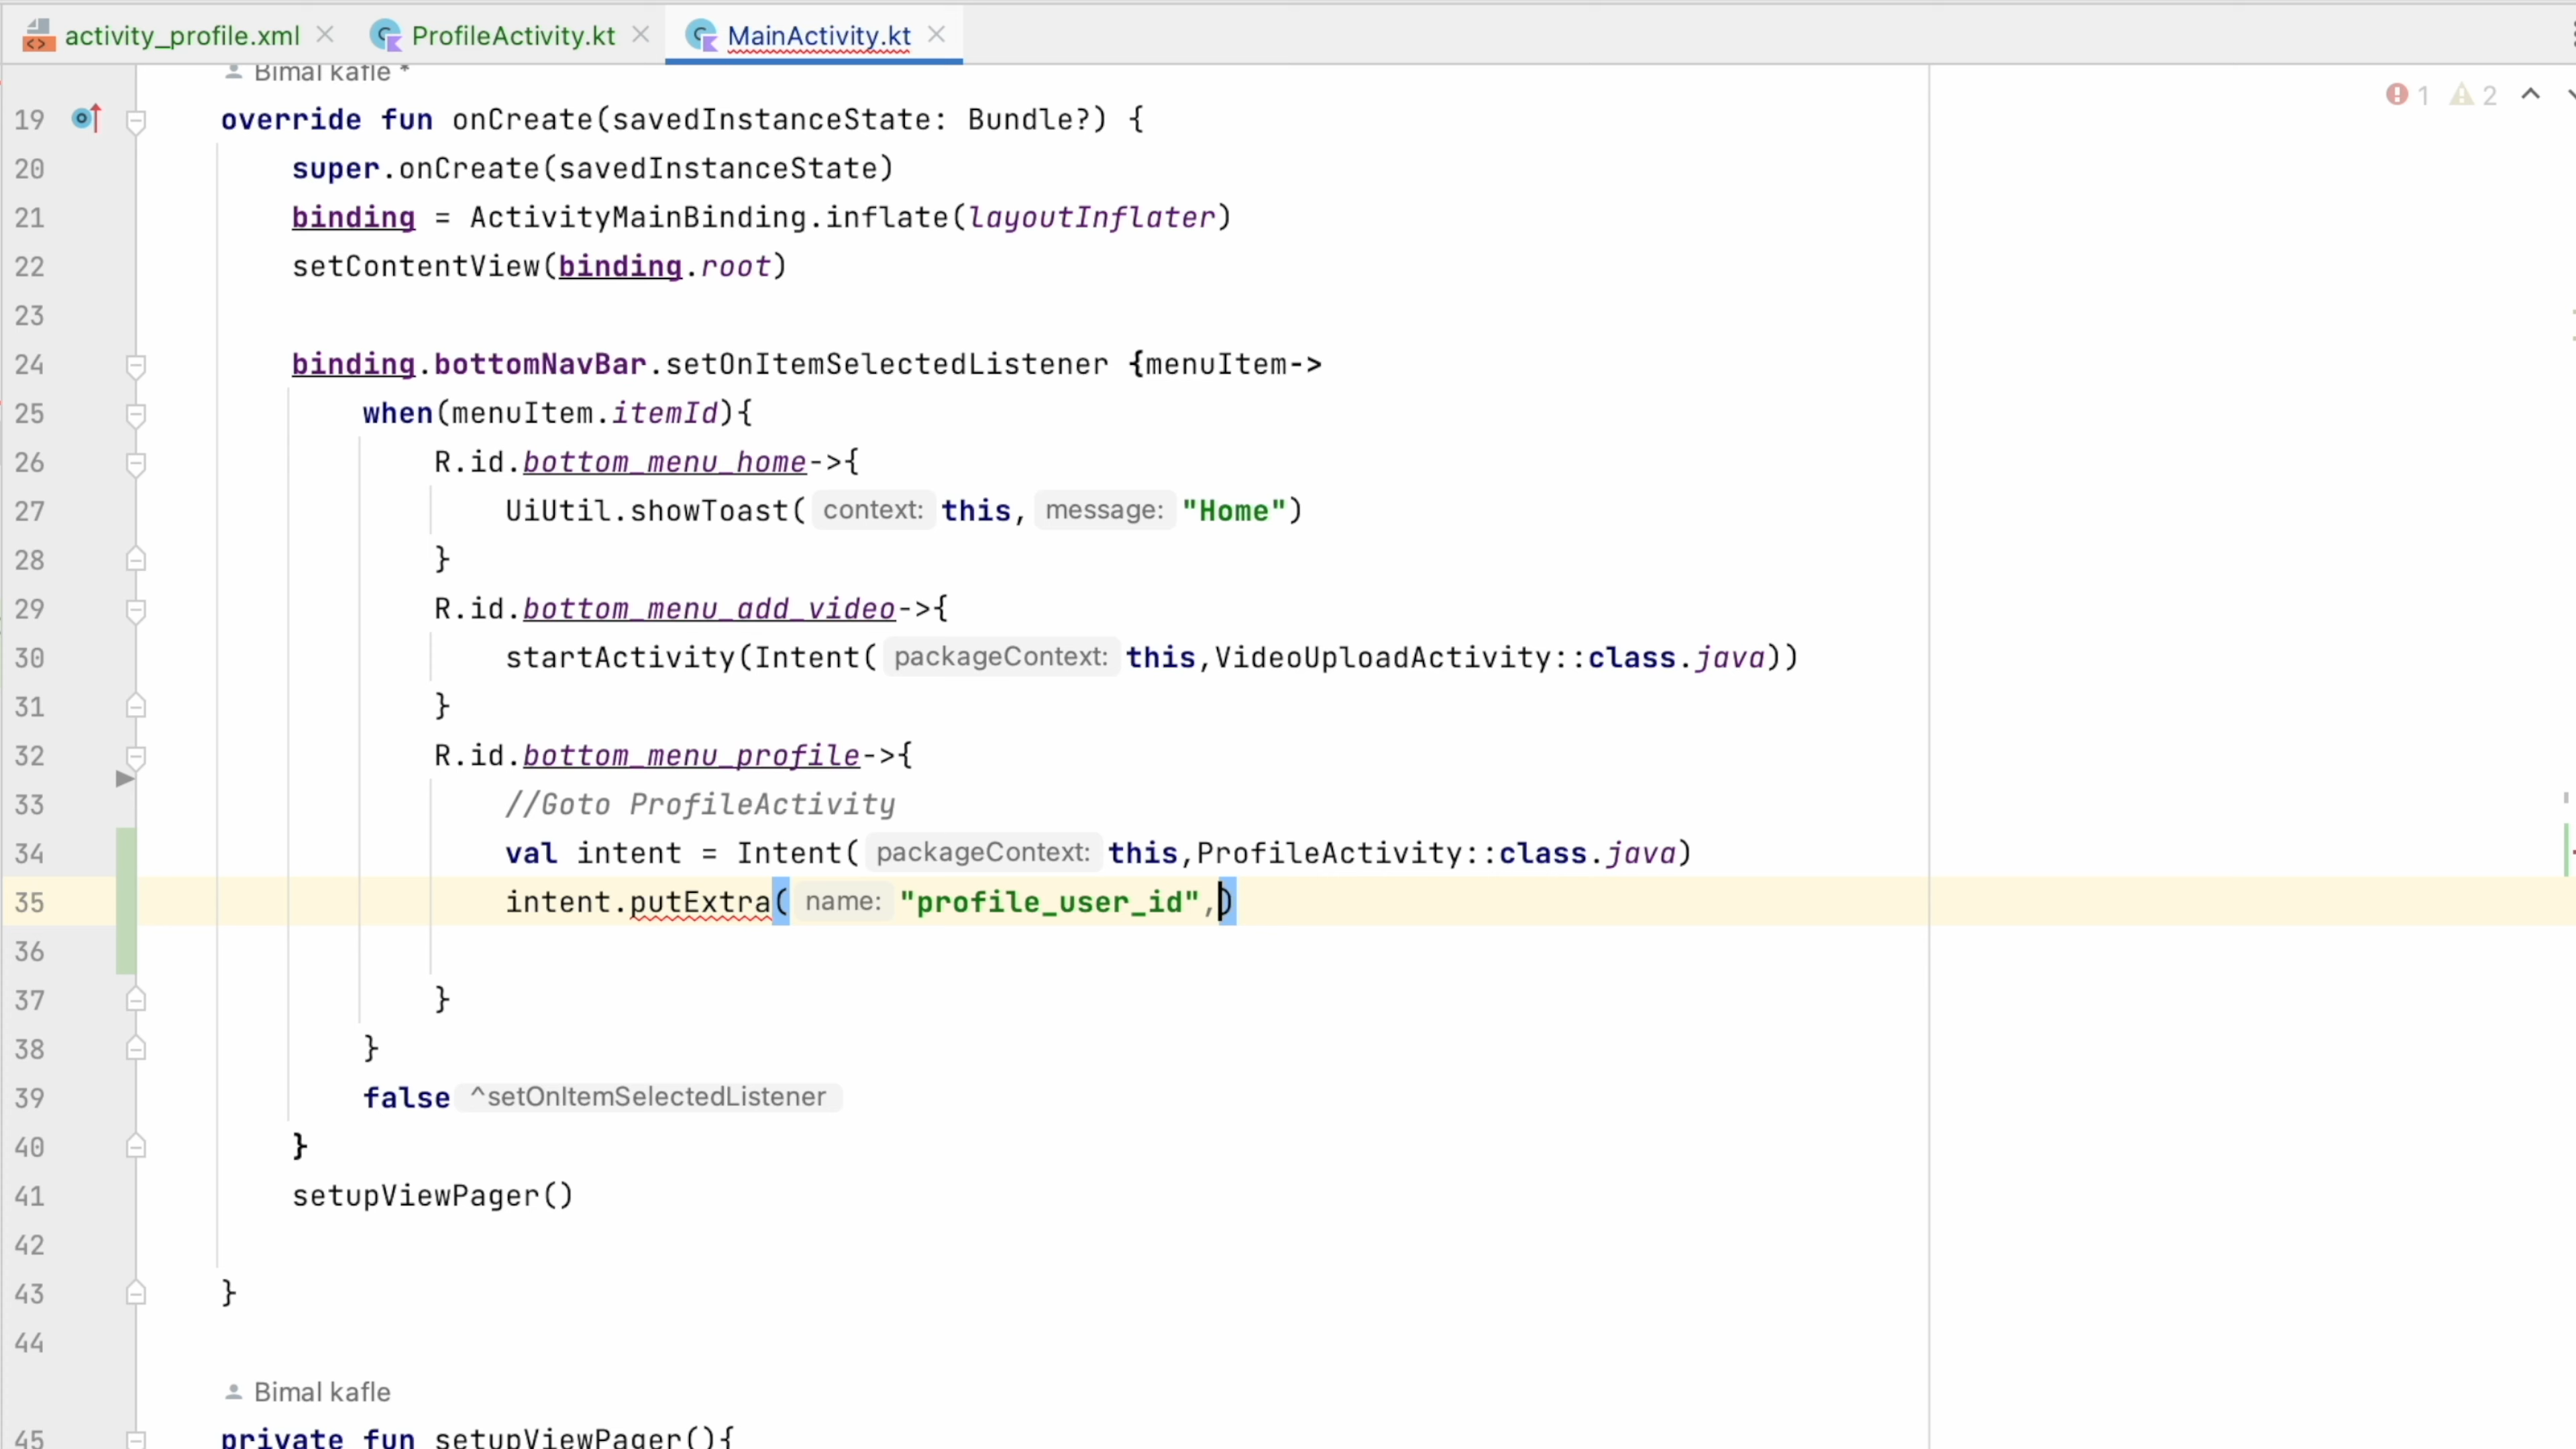 activity_profile.xml ProfileActivity.kt MainActivity.kt
Bimal kafle *
1 2
19 override fun onCreate(savedInstanceState: Bundle?) {
20 super.onCreate(savedInstanceState)
21 binding = ActivityMainBinding.inflate(layoutInflater)
22 setContentView(binding.root)
23
24 binding.bottomNavBar.setOnItemSelectedListener {menuItem->
25 when(menuItem.itemId){
26 R.id.bottom_menu_home->{
27 UiUtil.showToast( context: this, message: "Home")
28 }
29 R.id.bottom_menu_add_video->{
30 startActivity(Intent( packageContext: this,VideoUploadActivity::class.java))
31 }
32 R.id.bottom_menu_profile->{
33 //Goto ProfileActivity
34 val intent = Intent( packageContext: this,ProfileActivity::class.java)
35 intent.putExtra( name: "profile_user_id",)
36
37 }
38 }
39 false ^setOnItemSelectedListener
40 }
41 setupViewPager()
42
43 }
44
Bimal kafle
45 private fun setupViewPager(){